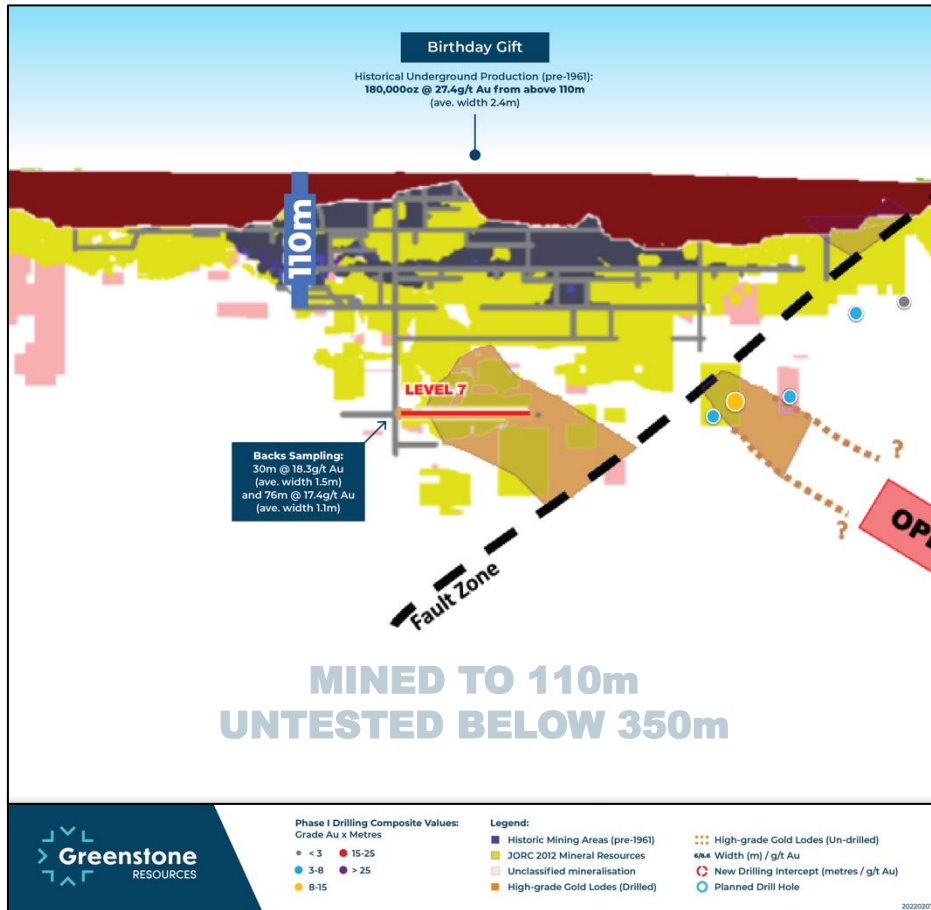 Birthday Gift
Historical Underground Production (pre-1961):
180,000oz @ 27.4g/t Au from above 110m
(ave. width 2.4m)
110m
LEVEL 7
Backs Sampling:
30m @ 18.3g/t Au
(ave. width 1.5m)
and 76m @ 17.4g/t Au
(ave. width 1.1m)
?
?
OPE
Fault Zone
MINED TO 110m
UNTESTED BELOW 350m
Greenstone
RESOURCES
Phase I Drilling Composite Values:
Grade Au x Metres
< 3
3-8
8-15
15-25
> 25
Legend:
Historic Mining Areas (pre-1961)
JORC 2012 Mineral Resources
Unclassified mineralisation
High-grade Gold Lodes (Drilled)
High-grade Gold Lodes (Un-drilled)
6/8.6 Width (m) / g/t Au
New Drilling Intercept (metres / g/t Au)
Planned Drill Hole
2022020